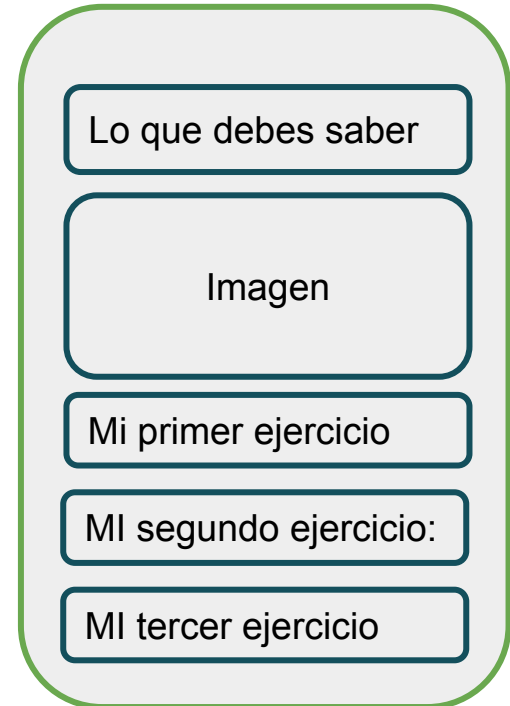 Lo que debes saber
Imagen
Mi primer ejercicio
MI segundo ejercicio:
MI tercer ejercicio